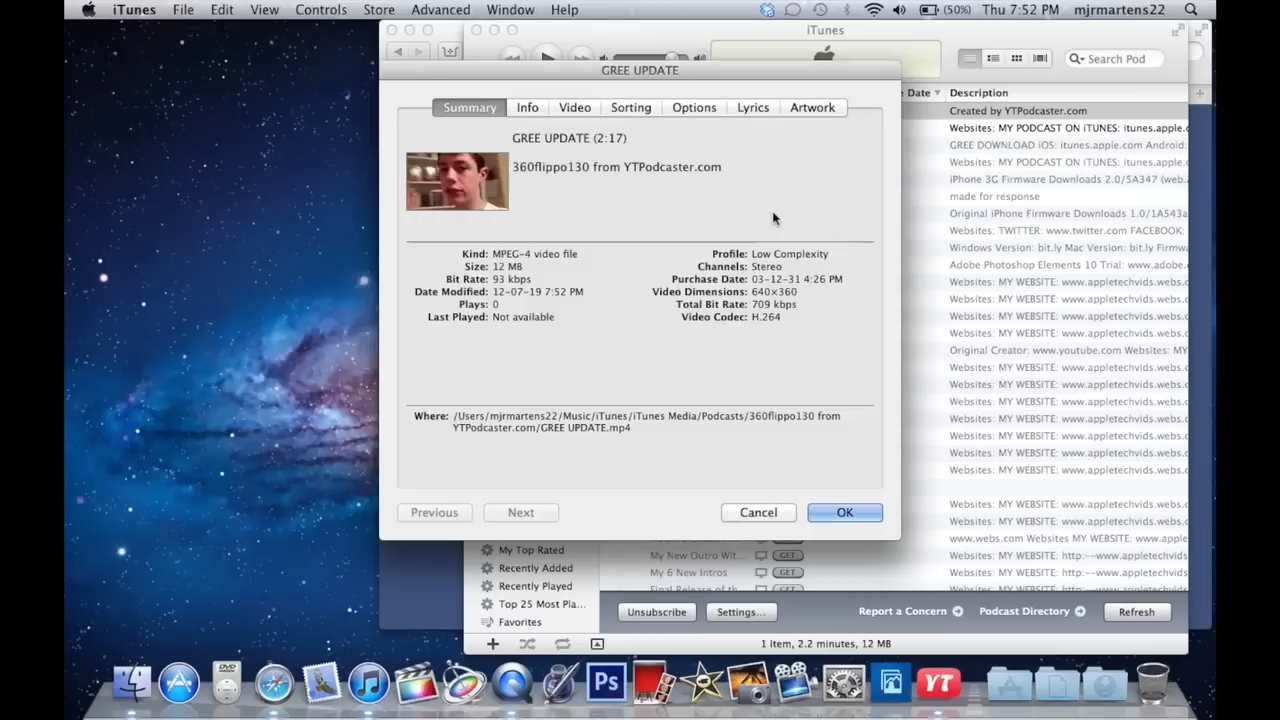 iTunes File Edit View Controls Store Advanced Window Help (50%) Thu 7:52 PM mjrmartens22
iTunes
Search Pod
GREE UPDATE
Summary Info Video Sorting Options Lyrics Artwork
GREE UPDATE (2:17)
360flippo130 from YTPodcaster.com
Kind: MPEG-4 video file
Size: 12 MB
Bit Rate: 93 kbps
Date Modified: 12-07-19 7:52 PM
Plays: 0
Last Played: Not available
Profile: Low Complexity
Channels: Stereo
Purchase Date: 03-12-31 4:26 PM
Video Dimensions: 640×360
Total Bit Rate: 709 kbps
Video Codec: H.264
Where: /Users/mjrmartens22/Music/iTunes/iTunes Media/Podcasts/360flippo130 from
YTPodcaster.com/GREE UPDATE.mp4
Previous Next Cancel OK
e Date Description
Created by YTPodcaster.com
Websites: MY PODCAST ON iTUNES: itunes.apple.c
GREE DOWNLOAD iOS: itunes.apple.com Android:
Websites: MY PODCAST ON iTUNES: itunes.apple.c
iPhone 3G Firmware Downloads 2.0/5A347 (web.
made for response
Original iPhone Firmware Downloads 1.0/1A543a
Websites: TWITTER: www.twitter.com FACEBOOK:
Windows Version: bit.ly Mac Version: bit.ly Firmwa
Adobe Photoshop Elements 10 Trial: www.adobe.
Websites: MY WEBSITE: www.appletechvids.webs.c
Websites: MY WEBSITE: www.appletechvids.webs.c
Websites: MY WEBSITE: www.appletechvids.webs.c
Websites: MY WEBSITE: www.appletechvids.webs.c
Original Creator: www.youtube.com Websites: MY
Websites: MY WEBSITE: www.appletechvids.webs.c
Websites: MY WEBSITE: www.appletechvids.webs.c
Websites: MY WEBSITE: www.appletechvids.webs.c
Websites: MY WEBSITE: www.appletechvids.webs.c
Websites: MY WEBSITE: www.appletechvids.webs.c
Websites: MY WEBSITE: www.appletechvids.webs.c
Websites: MY WEBSITE: www.appletechvids.webs.c
Websites: MY WEBSITE: www.appletechvids.webs.c
Websites: MY WEBSITE: www.appletechvids.webs.c
www.webs.com Websites MY WEBSITE: www.applet
Websites: MY WEBSITE: http:--www.appletechvids
Websites: MY WEBSITE: http:--www.appletechvids
Websites: MY WEBSITE: http:--www.appletechvids
My Top Rated
Recently Added
Recently Played
Top 25 Most Pla...
Favorites
My New Outro Wit... GET
My 6 New Intros GET
Final Release of th...
Unsubscribe Settings... Report a Concern Podcast Directory Refresh
1 item, 2.2 minutes, 12 MB
DVD
Ps
YT